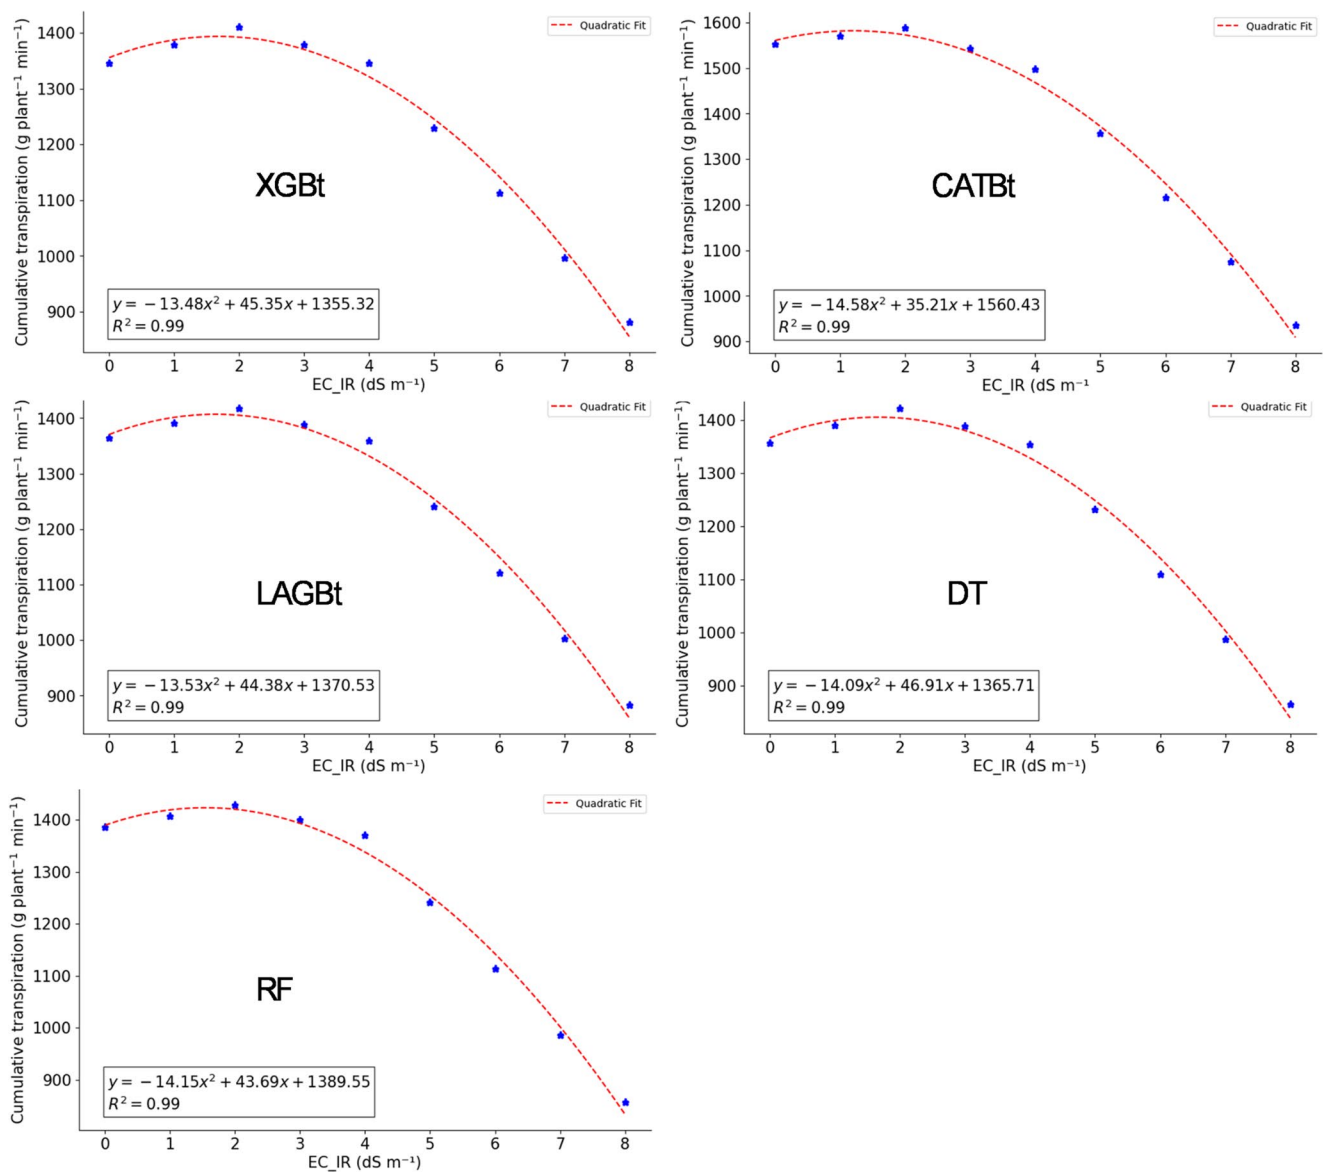 Cumulative transpiration (g plant⁻¹ min⁻¹)
1400
1300
1200
1100
1000
900
Quadratic Fit
XGBt
y = −13.48x² + 45.35x + 1355.32
R² = 0.99
0 1 2 3 4 5 6 7 8
EC_IR (dS m⁻¹)
Cumulative transpiration (g plant⁻¹ min⁻¹)
1600
1500
1400
1300
1200
1100
1000
900
Quadratic Fit
CATBt
y = −14.58x² + 35.21x + 1560.43
R² = 0.99
0 1 2 3 4 5 6 7 8
EC_IR (dS m⁻¹
Cumulative transpiration (g plant⁻¹ min⁻¹)
1400
1300
1200
1100
1000
900
Quadratic Fit
LAGBt
y = −13.53x² + 44.38x + 1370.53
R² = 0.99
0 1 2 3 4 5 6 7 8
EC_IR (dS m⁻¹)
Cumulative transpiration (g plant⁻¹ min⁻¹)
1400
1300
1200
1100
1000
900
Quadratic Fit
DT
y = −14.09x² + 46.91x + 1365.71
R² = 0.99
0 1 2 3 4 5 6 7 8
EC_IR (dS m⁻¹)
Cumulative transpiration (g plant⁻¹ min⁻¹)
1400
1300
1200
1100
1000
900
Quadratic Fit
RF
y = −14.15x² + 43.69x + 1389.55
R² = 0.99
0 1 2 3 4 5 6 7 8
EC_IR (dS m⁻¹)